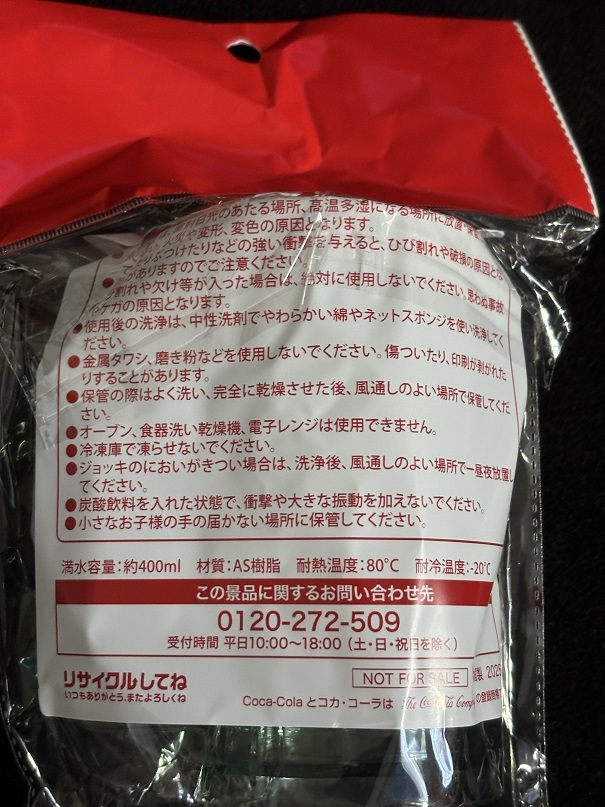 日光のあたる場所、高温多湿になる場所に放置・保管
や変形、変色の原因となります。
ぶつけたりなどの強い衝撃を与えると、ひび割れや破損の原因とな
がありますのでご注意ください。
割れや欠け等が入った場合は、絶対に使用しないでください。思わぬ事故
やケガの原因となります。
●使用後の洗浄は、中性洗剤でやわらかい綿やネットスポンジを使い洗浄してく
ださい。
●金属タワシ、磨き粉などを使用しないでください。傷ついたり、印刷が剥がれた
りすることがあります。
●保管の際はよく洗い、完全に乾燥させた後、風通しのよい場所で保管してくだ
さい。
●オーブン、食器洗い乾燥機、電子レンジは使用できません。
●冷凍庫で凍らせないでください。
●ジョッキのにおいがきつい場合は、洗浄後、風通しのよい場所で一昼夜放置し
てください。
●炭酸飲料を入れた状態で、衝撃や大きな振動を加えないでください。
●小さなお子様の手の届かない場所に保管してください。
満水容量：約400ml 材質：AS樹脂 耐熱温度：80℃ 耐冷温度：-20℃
この景品に関するお問い合わせ先
0120-272-509
受付時間 平日10:00～18:00（土・日・祝日を除く）
リサイクルしてね
いつもありがとう。またよろしくね
NOT FOR SALE
製 2025
Coca-Cola とコカ・コーラは The Coca-Cola Company の登録商標